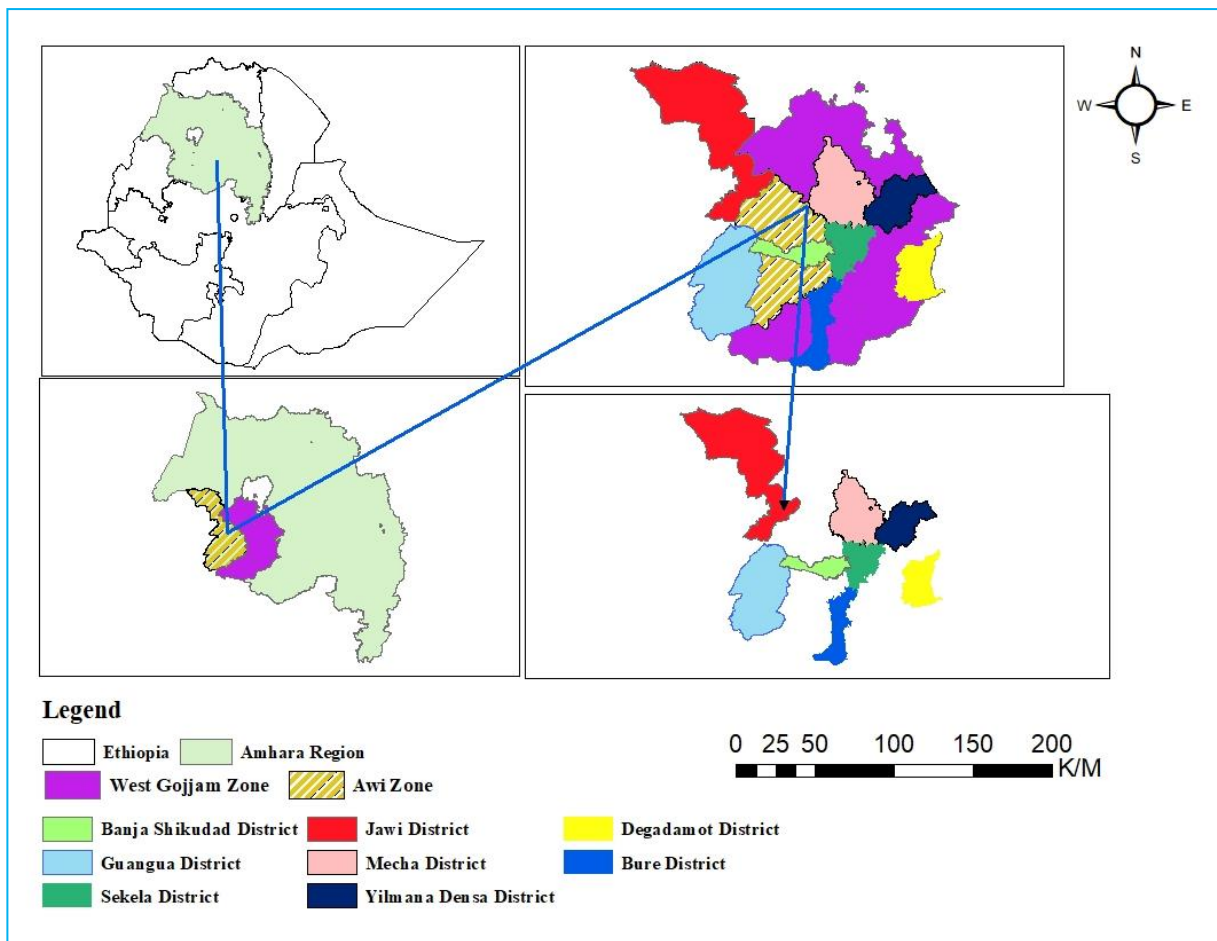 N
W E
S
Legend
Ethiopia Amhara Region
West Gojjam Zone Awi Zone
Banja Shikudad District Jawi District Degadamot District
Guangua District Mecha District Bure District
Sekela District Yilmana Densa District
0 25 50 100 150 200
K/M